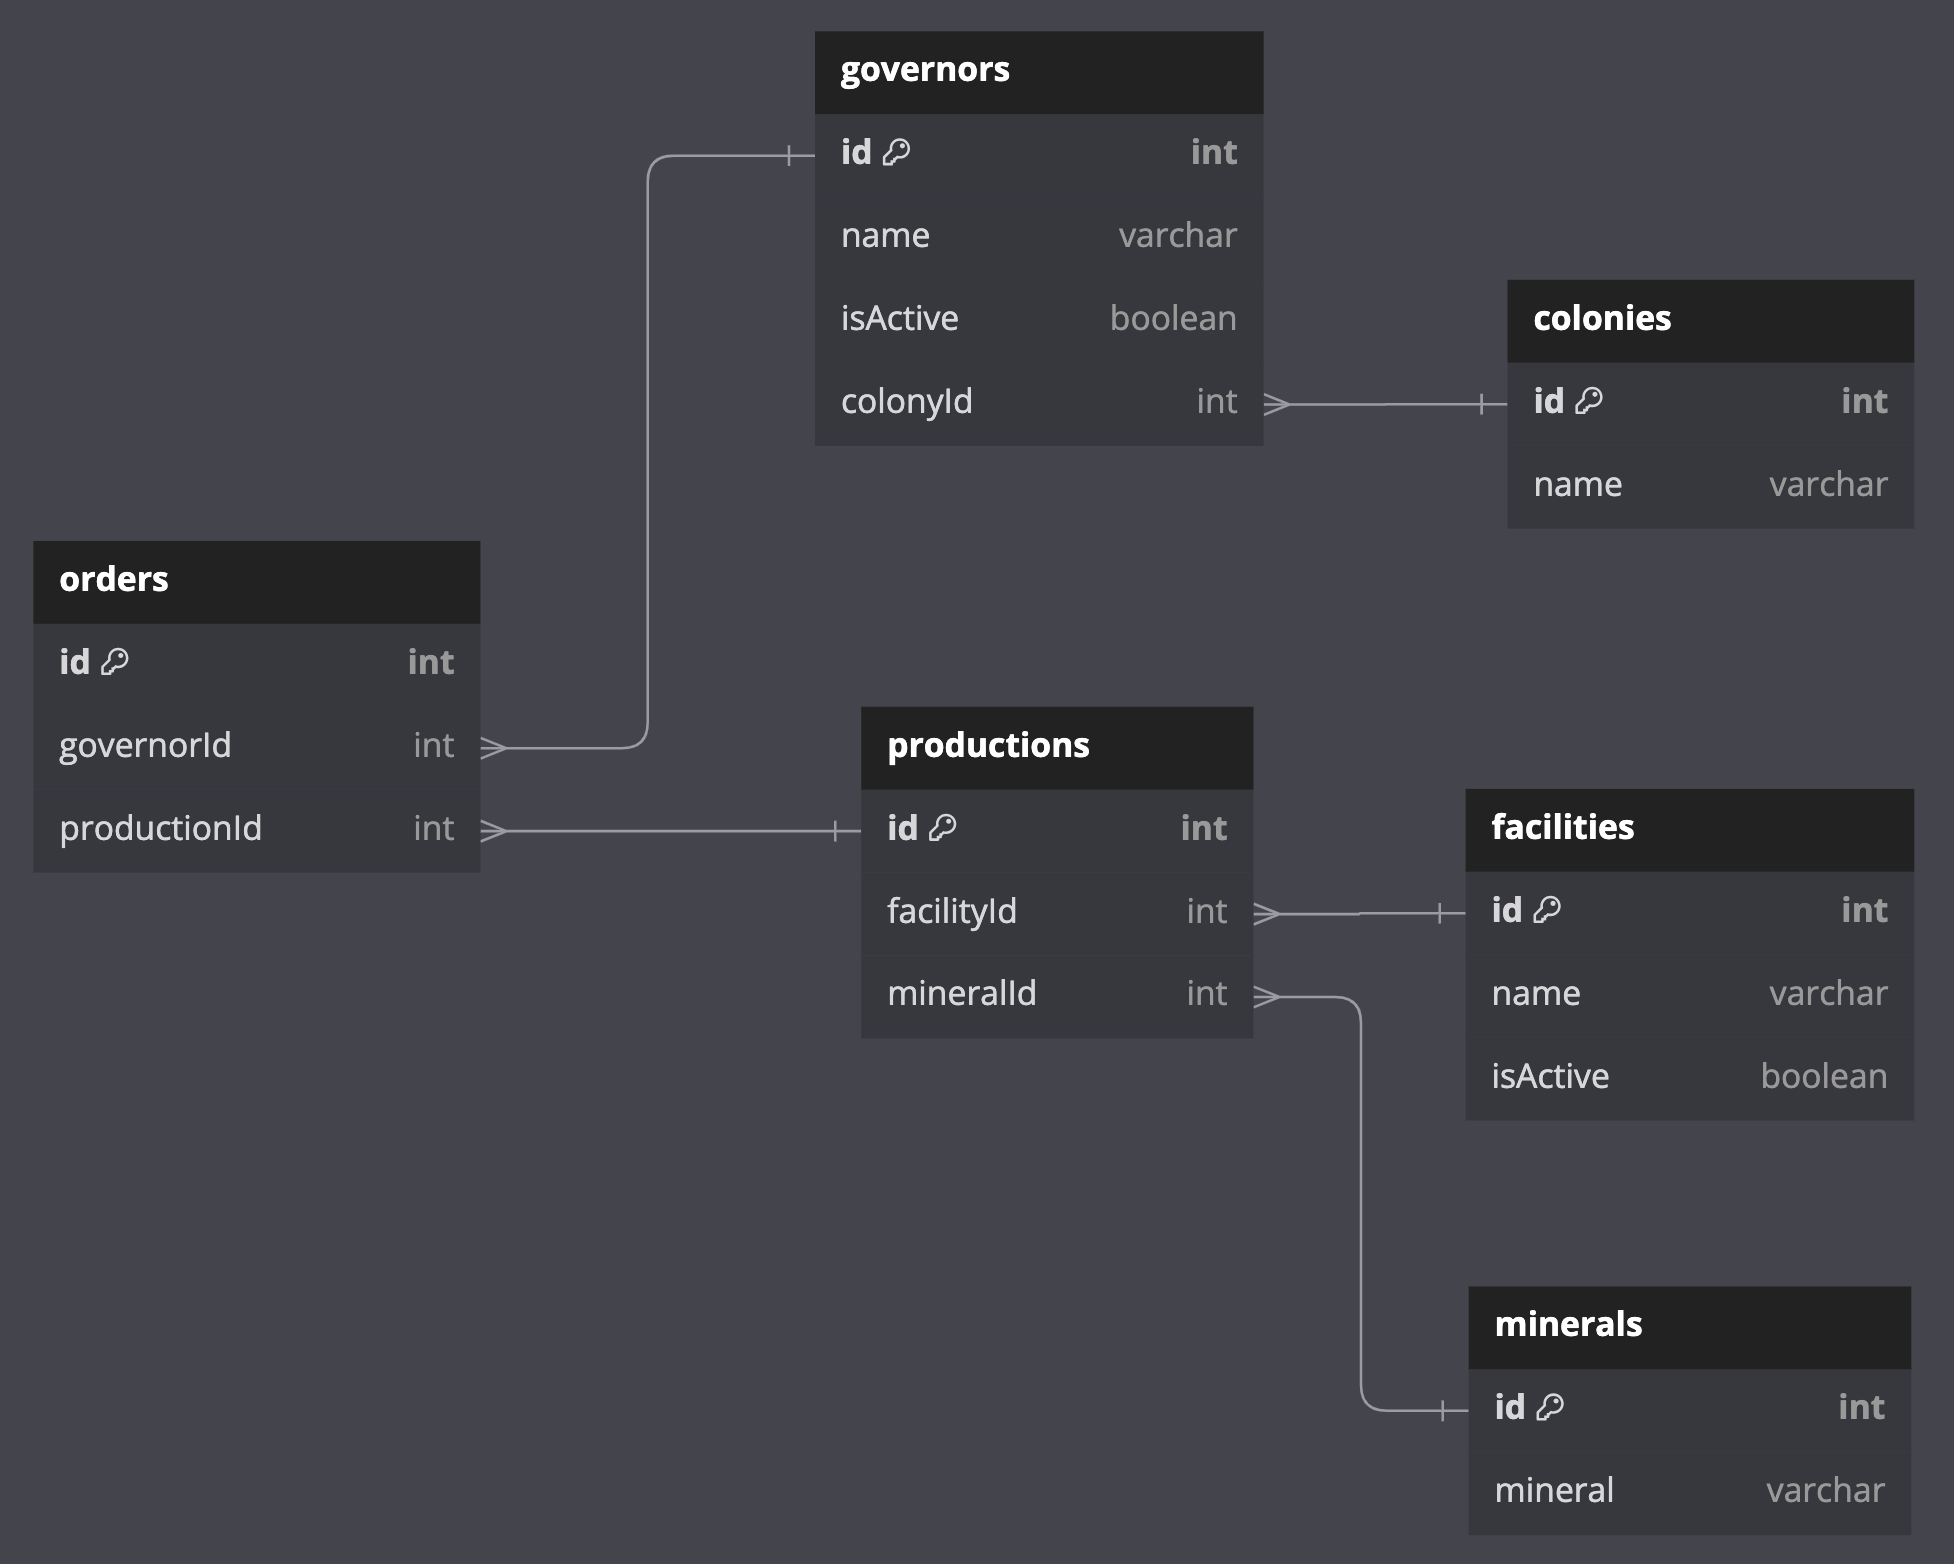 governors
id int
name varchar
isActive boolean
colonyId int
colonies
id int
name varchar
orders
id int
governorId int
productionId int
productions
id int
facilityId int
mineralId int
facilities
id int
name varchar
isActive boolean
minerals
id int
mineral varchar